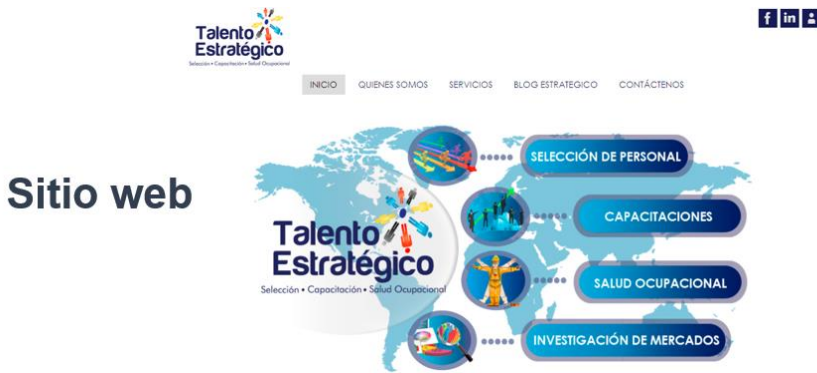 Talento
Estratégico
Selección • Capacitación • Salud Ocupacional
f in
INICIO QUIENES SOMOS SERVICIOS BLOG ESTRATEGICO CONTÁCTENOS
Sitio web
SELECCIÓN DE PERSONAL
CAPACITACIONES
Talento
Estratégico
Selección • Capacitación • Salud Ocupacional
SALUD OCUPACIONAL
INVESTIGACIÓN DE MERCADOS